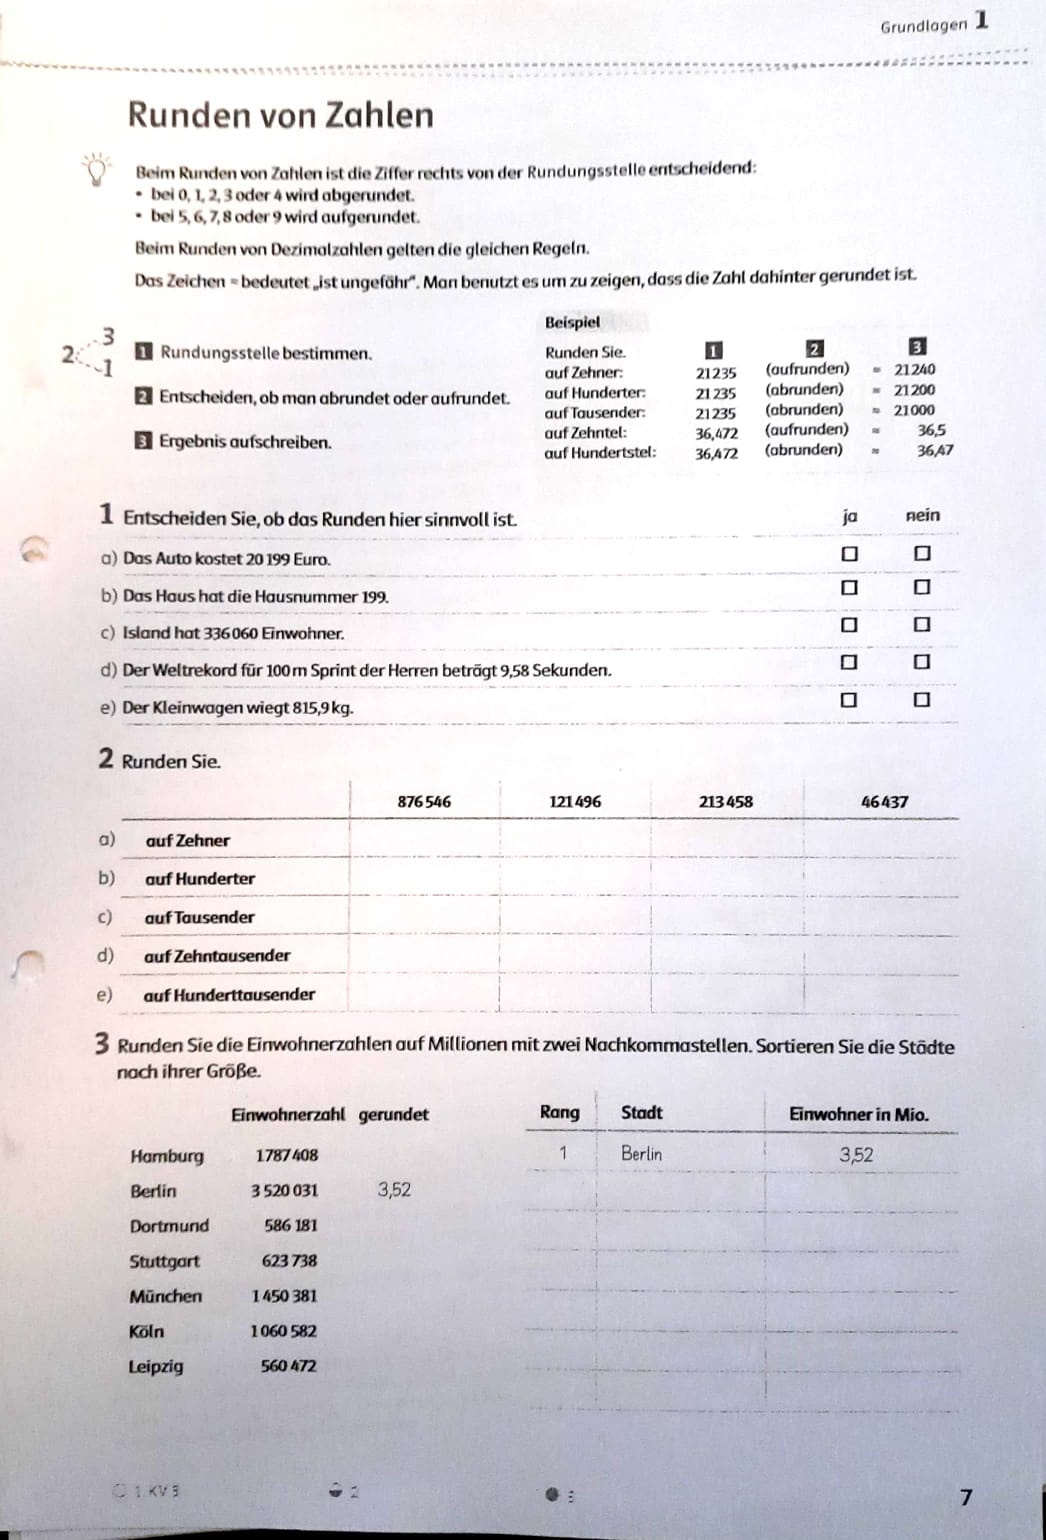 Grundlagen 1
Runden von Zahlen
Beim Runden von Zahlen ist die Ziffer rechts von der Rundungsstelle entscheidend:
• bei 0, 1, 2, 3 oder 4 wird abgerundet.
• bei 5, 6, 7, 8 oder 9 wird aufgerundet.
Beim Runden von Dezimalzahlen gelten die gleichen Regeln.
Das Zeichen ≈ bedeutet „ist ungefähr“. Man benutzt es um zu zeigen, dass die Zahl dahinter gerundet ist.
3
2
1
1 Rundungsstelle bestimmen.
2 Entscheiden, ob man abrundet oder aufrundet.
3 Ergebnis aufschreiben.
Beispiel
Runden Sie. 1 2 3
auf Zehner: 21 235 (aufrunden) ≈ 21 240
auf Hunderter: 21 235 (abrunden) ≈ 21 200
auf Tausender: 21 235 (abrunden) ≈ 21 000
auf Zehntel: 36,472 (aufrunden) ≈ 36,5
auf Hundertstel: 36,472 (abrunden) ≈ 36,47
1 Entscheiden Sie, ob das Runden hier sinnvoll ist. ja nein
a) Das Auto kostet 20 199 Euro.
b) Das Haus hat die Hausnummer 199.
c) Island hat 336 060 Einwohner.
d) Der Weltrekord für 100 m Sprint der Herren beträgt 9,58 Sekunden.
e) Der Kleinwagen wiegt 815,9 kg.
2 Runden Sie.
876 546 121 496 213 458 46 437
a) auf Zehner
b) auf Hunderter
c) auf Tausender
d) auf Zehntausender
e) auf Hunderttausender
3 Runden Sie die Einwohnerzahlen auf Millionen mit zwei Nachkommastellen. Sortieren Sie die Städte
nach ihrer Größe.
Einwohnerzahl gerundet
Hamburg 1 787 408
Berlin 3 520 031 3,52
Dortmund 586 181
Stuttgart 623 738
München 1 450 381
Köln 1 060 582
Leipzig 560 472
Rang Stadt Einwohner in Mio.
1 Berlin 3,52
1. KV 3 2 3
7